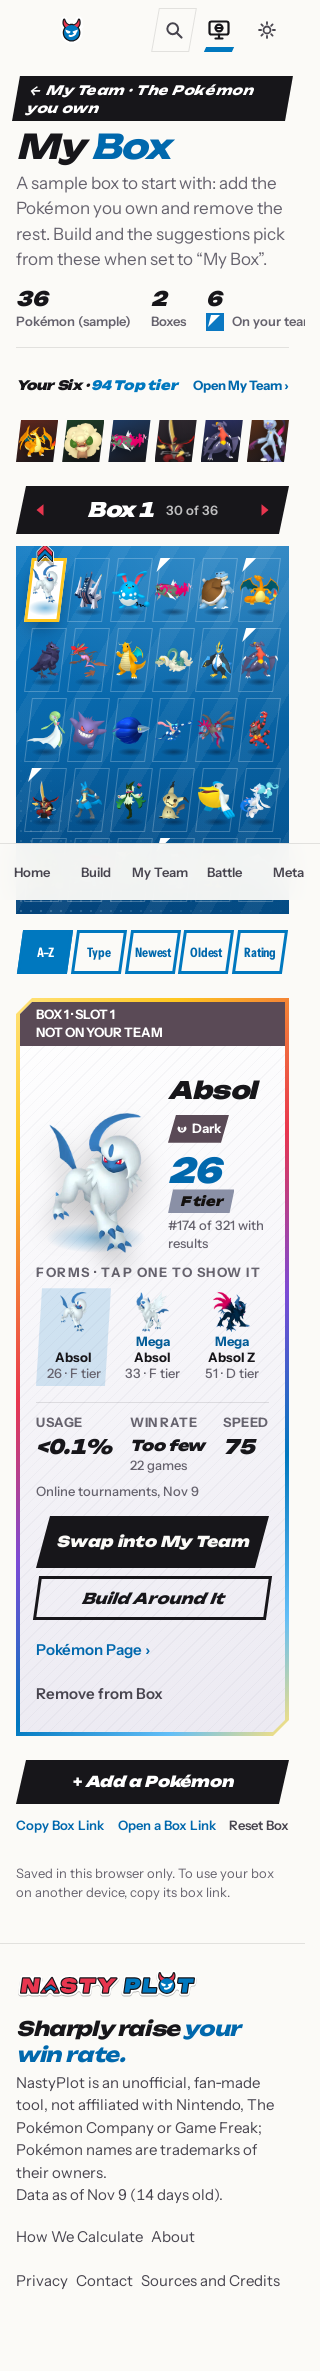 ← My Team · The Pokémon
you own
My Box
A sample box to start with: add the
Pokémon you own and remove the
rest. Build and the suggestions pick
from these when set to “My Box”.
36 2 6
Pokémon (sample) Boxes On your tea
Your Six · 94 Top tier Open My Team ›
Box 1 30 of 36
Home Build My Team Battle Meta
A–Z Type Newest Oldest Rating
BOX 1 · SLOT 1
NOT ON YOUR TEAM
Absol
Dark
26
F tier
#174 of 321 with
results
FORMS · TAP ONE TO SHOW IT
Mega Mega
Absol Absol Absol Z
26 · F tier 33 · F tier 51 · D tier
USAGE WIN RATE SPEED
<0.1% Too few 75
22 games
Online tournaments, Nov 9
Swap into My Team
Build Around It
Pokémon Page ›
Remove from Box
+ Add a Pokémon
Copy Box Link Open a Box Link Reset Box
Saved in this browser only. To use your box
on another device, copy its box link.
NASTY PLOT
Sharply raise your
win rate.
NastyPlot is an unofficial, fan-made
tool, not affiliated with Nintendo, The
Pokémon Company or Game Freak;
Pokémon names are trademarks of
their owners.
Data as of Nov 9 (14 days old).
How We Calculate About
Privacy Contact Sources and Credits